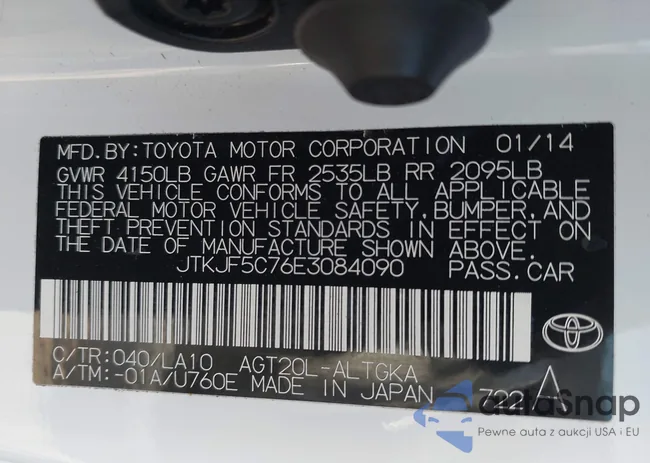 MFD.BY:TOYOTA MOTOR CORPORATION 01/14
GVWR 4150LB GAWR FR 2535LB RR 2095LB
THIS VEHICLE CONFORMS TO ALL APPLICABLE
FEDERAL MOTOR VEHICLE SAFETY, BUMPER, AND
THEFT PREVENTION STANDARDS IN EFFECT ON
THE DATE OF MANUFACTURE SHOWN ABOVE.
JTKJF5C76E3084090 PASS.CAR
C/TR:040/LA10 AGT20L-ALTGKA
A/TM:-01A/U760E MADE IN JAPAN 722
autaSnap
Pewne auta z aukcji USA i EU